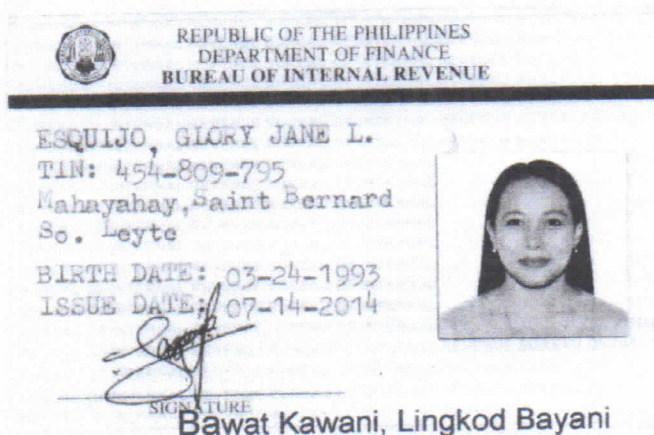 REPUBLIC OF THE PHILIPPINES
DEPARTMENT OF FINANCE
BUREAU OF INTERNAL REVENUE
ESQUIJO, GLORY JANE L.
TIN: 454-809-795
Mahayahay,Saint Bernard
So. Leyte
BIRTH DATE: 03-24-1993
ISSUE DATE: 07-14-2014
SIGNATURE
Bawat Kawani, Lingkod Bayani